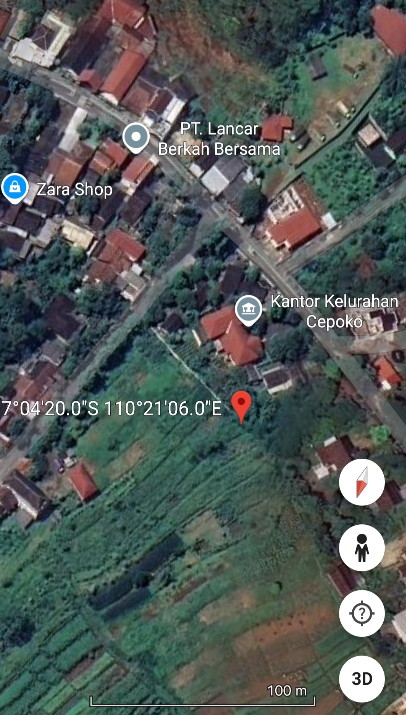 PT. Lancar
Berkah Bersama
Zara Shop
Kantor Kelurahan
Cepoko
7°04'20.0"S 110°21'06.0"E
?
3D
100 m